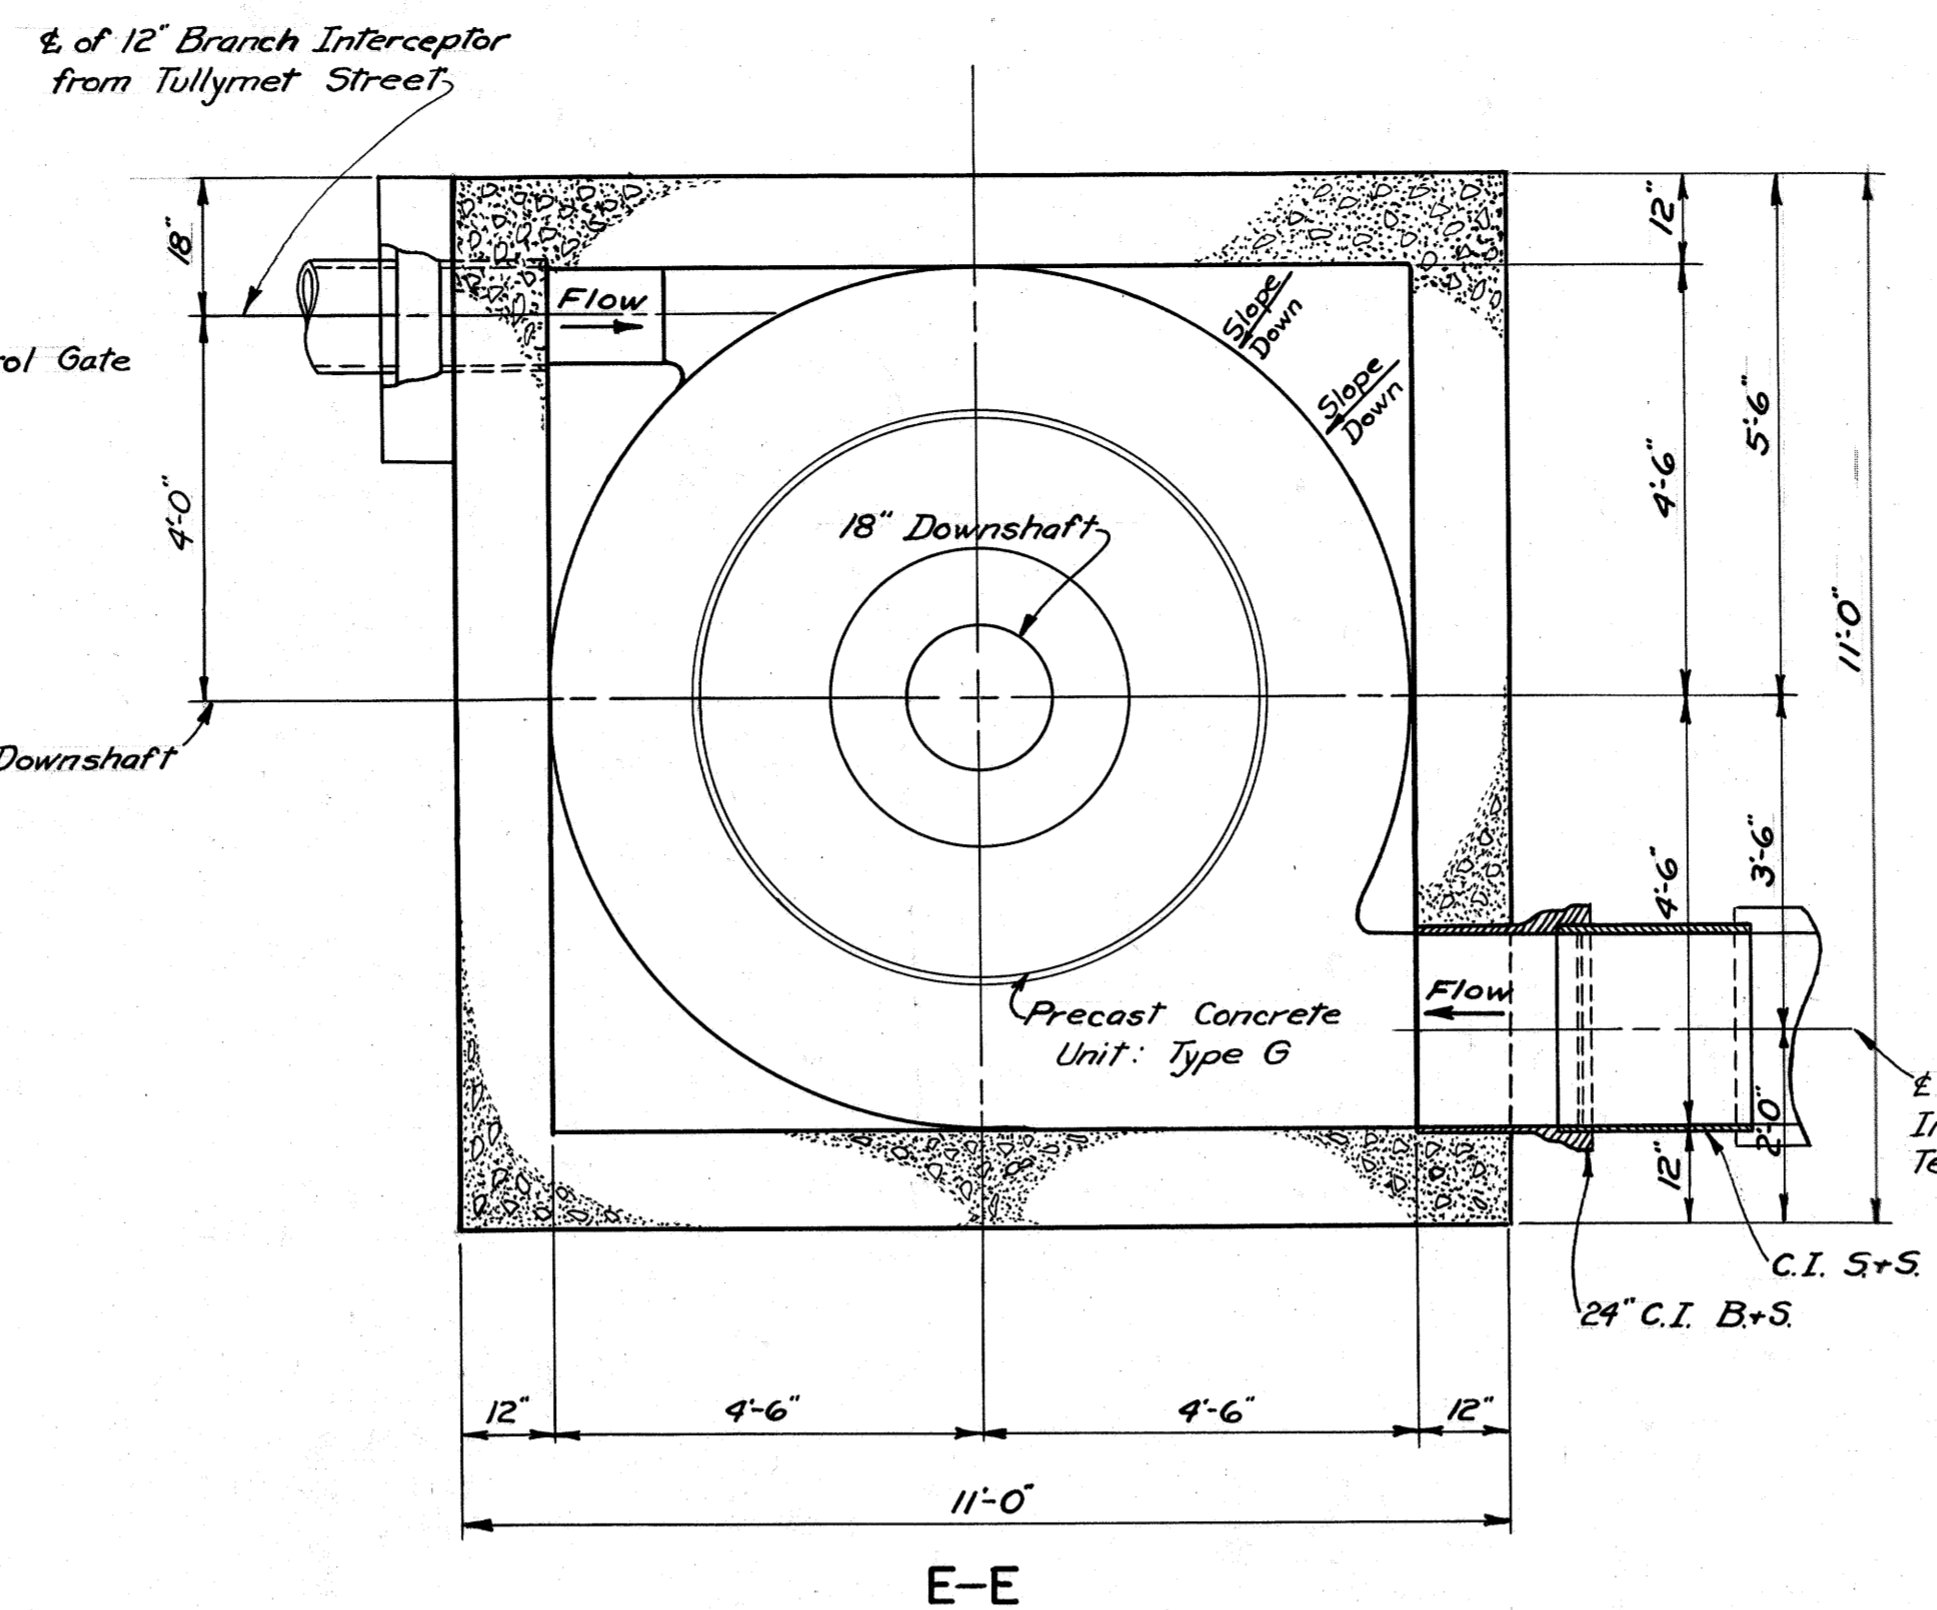 ℄ of 12" Branch Interceptor
from Tullymet Street
18"
Flow
Slope
Down
Slope
Down
12"
Gate
4'-0"
18" Downshaft
4'-6"
5'-6"
11'-0"
Downshaft
4'-6"
3'-6"
Flow
Precast Concrete
Unit: Type G
℄
12"
2'-0"
C.I. S.+S.
24" C.I. B.+S.
12"
4'-6"
4'-6"
12"
11'-0"
E-E